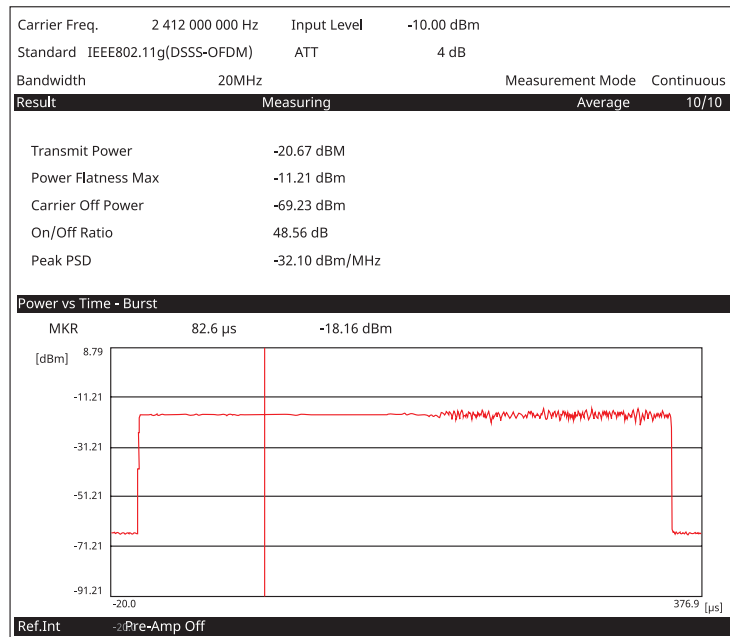 Carrier Freq. 2 412 000 000 Hz Input Level -10.00 dBm
Standard IEEE802.11g(DSSS-OFDM) ATT 4 dB
Bandwidth 20MHz Measurement Mode Continuous
Result Measuring Average 10/10
Transmit Power -20.67 dBM
Power Flatness Max -11.21 dBm
Carrier Off Power -69.23 dBm
On/Off Ratio 48.56 dB
Peak PSD -32.10 dBm/MHz
Power vs Time - Burst
MKR 82.6 µs -18.16 dBm
[dBm] 8.79
-11.21
-31.21
-51.21
-71.21
-91.21
-20.0 376.9 [µs]
Ref.Int Pre-Amp Off